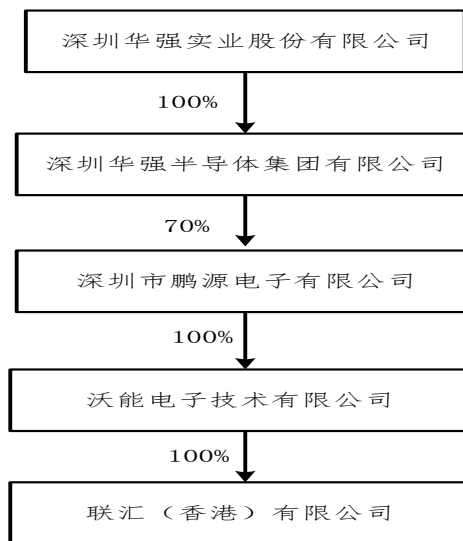 深圳华强实业股份有限公司
100%
深圳华强半导体集团有限公司
70%
深圳市鹏源电子有限公司
100%
沃能电子技术有限公司
100%
联汇（香港）有限公司